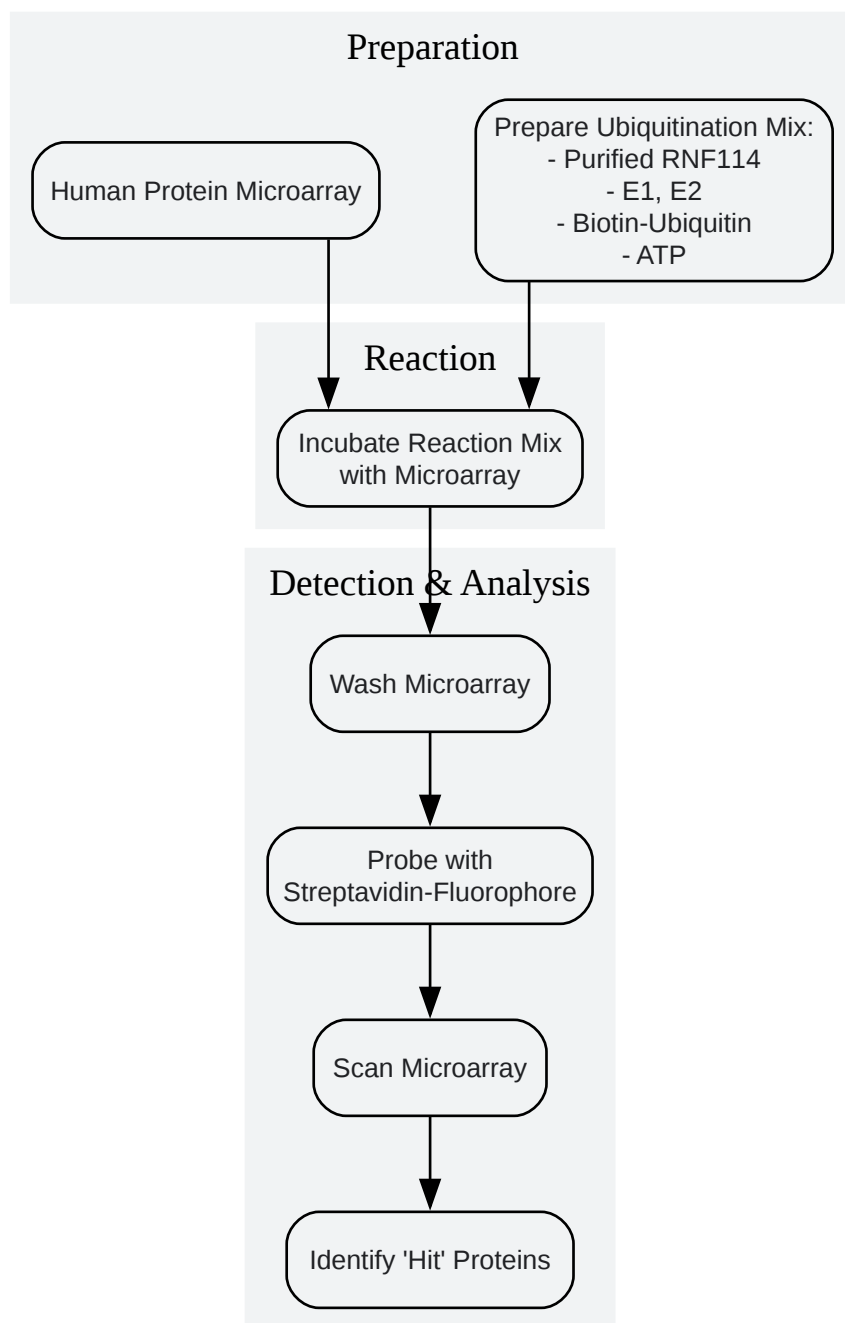 Preparation
Human Protein Microarray
Prepare Ubiquitination Mix:
- Purified RNF114
- E1, E2
- Biotin-Ubiquitin
- ATP
Reaction
Incubate Reaction Mix
with Microarray
Detection & Analysis
Wash Microarray
Probe with
Streptavidin-Fluorophore
Scan Microarray
Identify 'Hit' Proteins